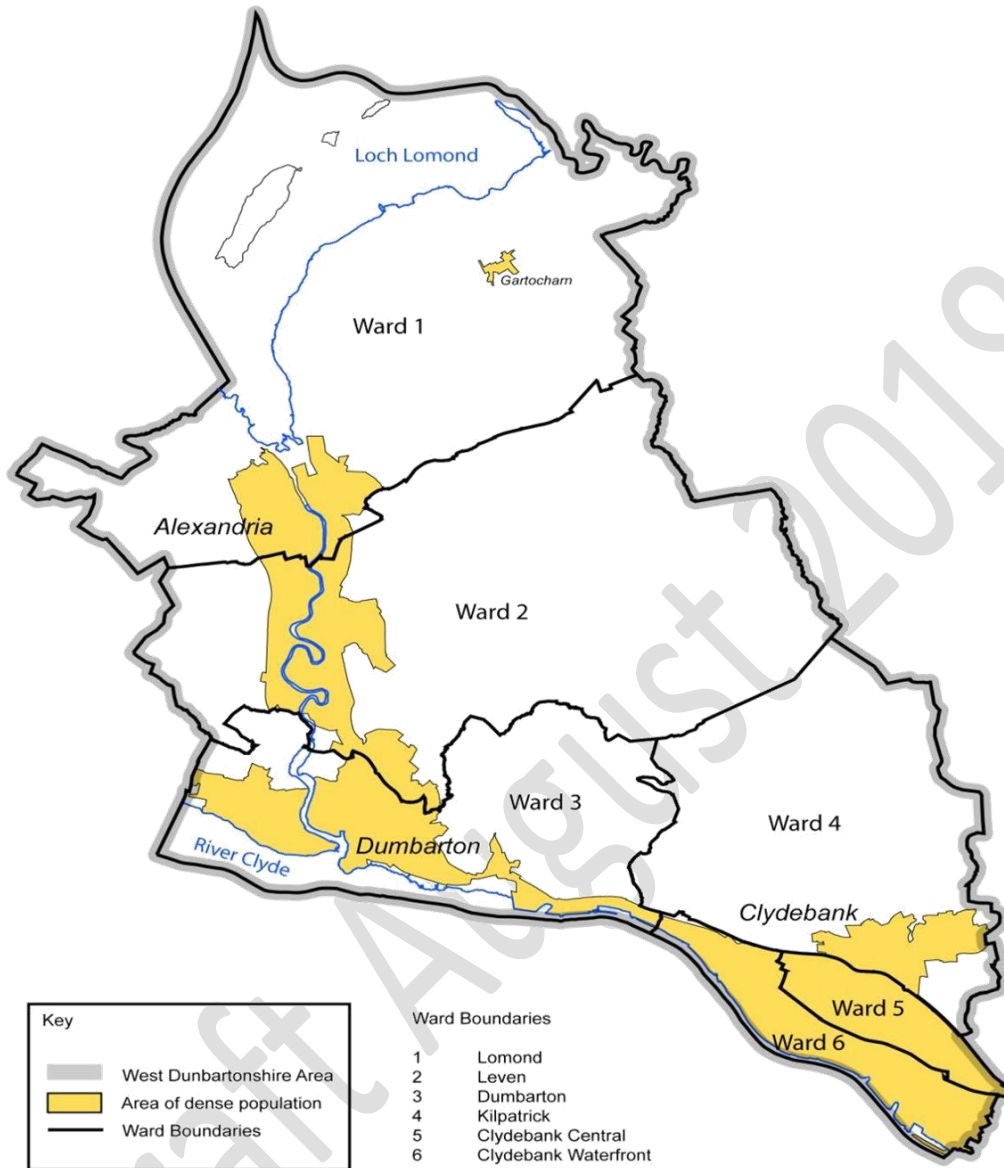 Loch Lomond
Gartocharn
Ward 1
Alexandria
Ward 2
Ward 3
Ward 4
Dumbarton
River Clyde
Clydebank
Ward 5
Ward 6
Key
West Dunbartonshire Area
Area of dense population
Ward Boundaries
Ward Boundaries
1 Lomond
2 Leven
3 Dumbarton
4 Kilpatrick
5 Clydebank Central
6 Clydebank Waterfront
August 2018